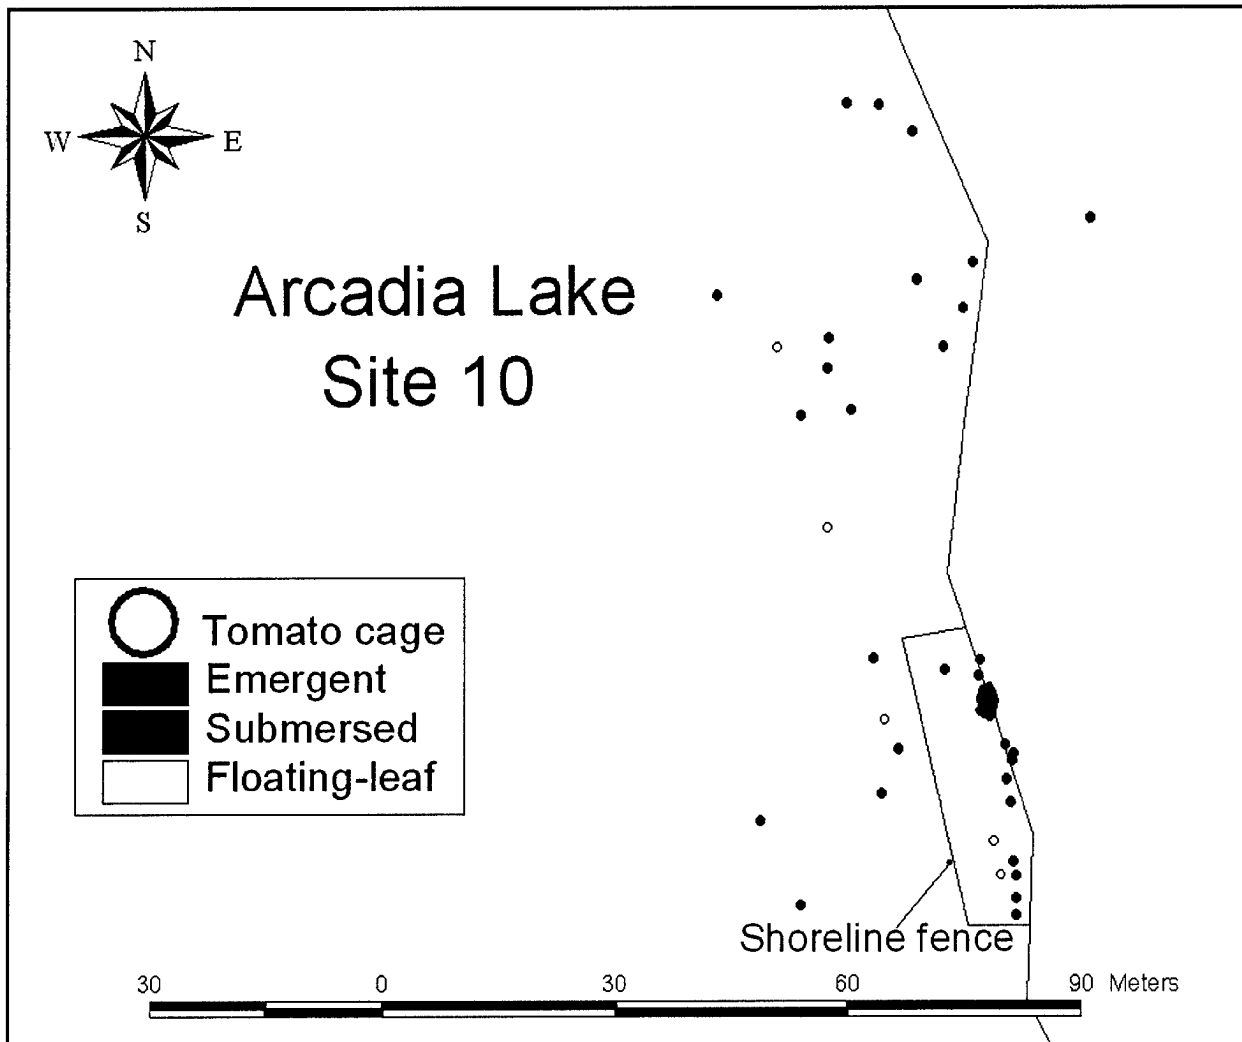 N
W E
S
Arcadia Lake
Site 10
Tomato cage
Emergent
Submersed
Floating-leaf
Shoreline fence
30 0 30 60 90 Meters